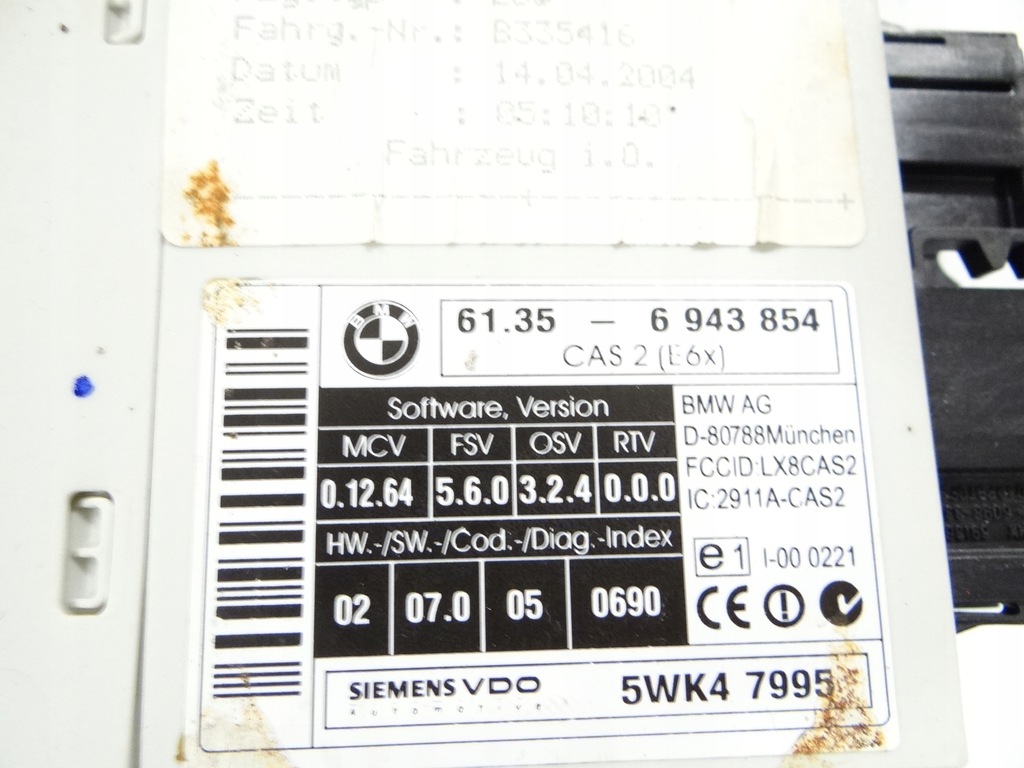 Fahrg.-Nr.: B335416
Datum : 14.04.2004
Zeit : 05:10:10
Fahrzeug i.O.
BMW
61.35 — 6 943 854
CAS 2 (E6x)
Software, Version
MCV FSV OSV RTV
0.12.64 5.6.0 3.2.4 0.0.0
HW.-/SW.-/Cod.-/Diag.-Index
02 07.0 05 0690
BMW AG
D-80788München
FCCID:LX8CAS2
IC:2911A-CAS2
e1 I-00 0221
CE
SIEMENS VDO
Automotive
5WK4 7995